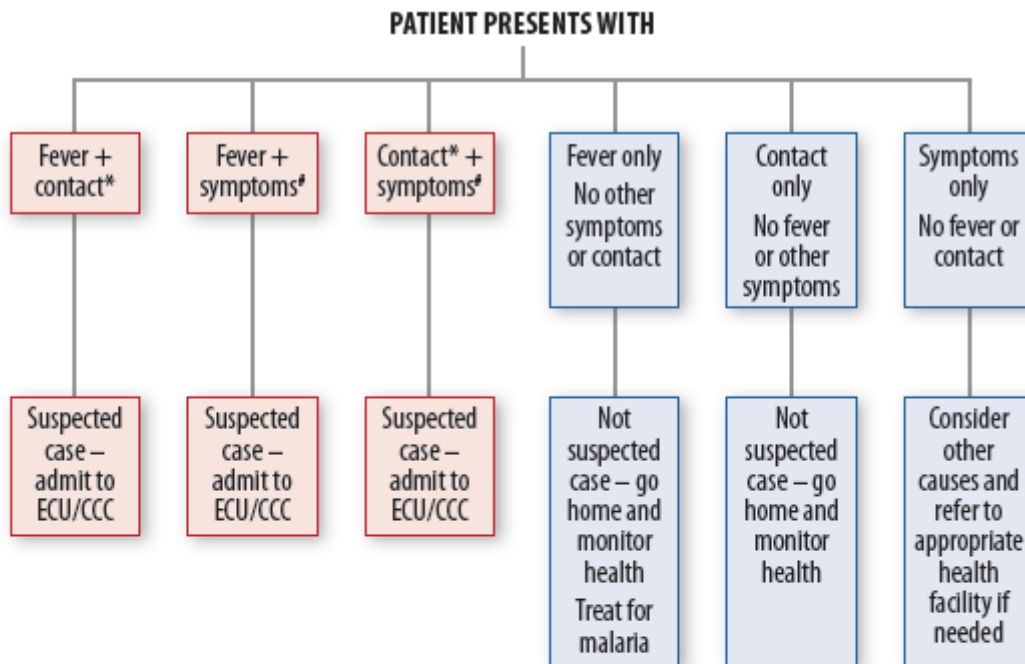 PATIENT PRESENTS WITH
Fever +
contact*
Fever +
symptoms#
Contact* +
symptoms#
Fever only
No other
symptoms
or contact
Contact
only
No fever
or other
symptoms
Symptoms
only
No fever or
contact
Suspected
case –
admit to
ECU/CCC
Suspected
case –
admit to
ECU/CCC
Suspected
case –
admit to
ECU/CCC
Not
suspected
case – go
home and
monitor
health
Treat for
malaria
Not
suspected
case – go
home and
monitor
health
Consider
other
causes and
refer to
appropriate
health
facility if
needed